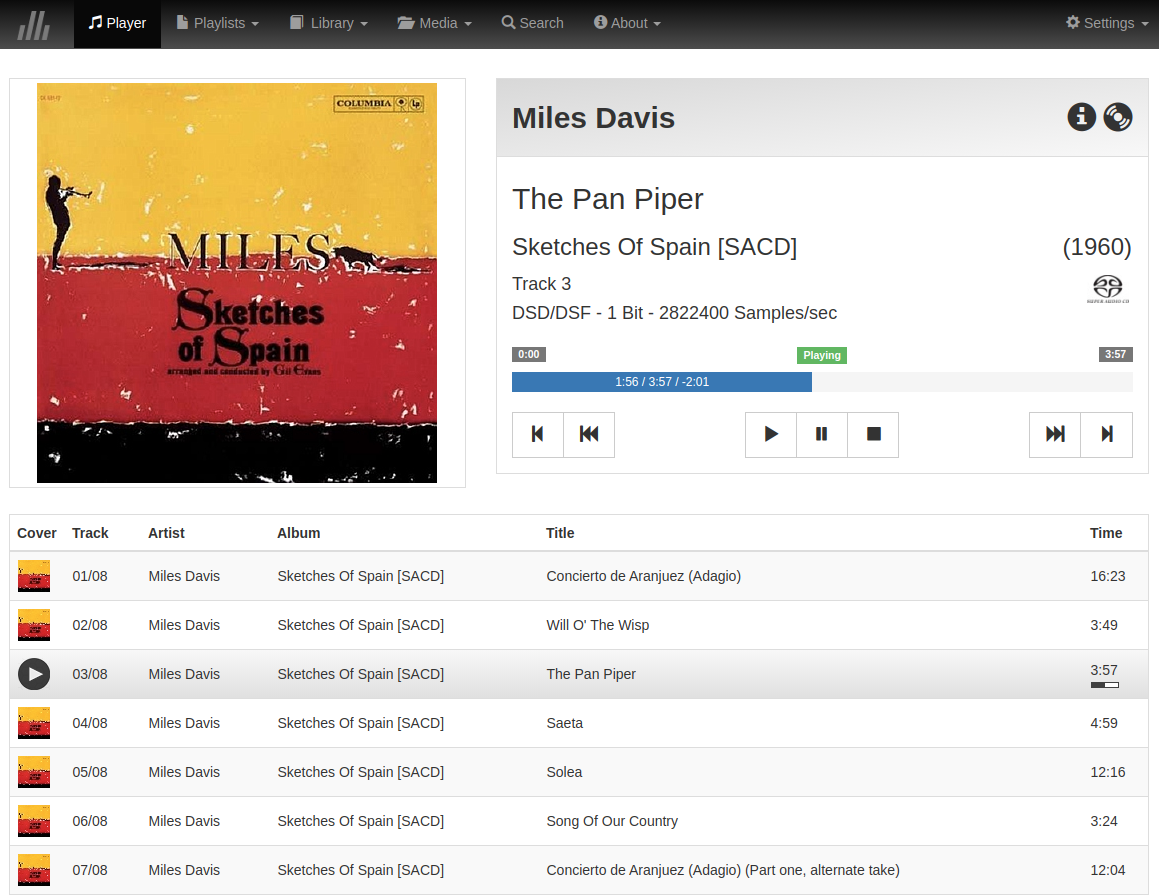 Player Playlists Library Media Search About Settings
COLUMBIA Lp
MILES
Sketches
of Spain
arranged and conducted by Gil Evans
Miles Davis
The Pan Piper
Sketches Of Spain [SACD] (1960)
Track 3
SUPER AUDIO CD
DSD/DSF - 1 Bit - 2822400 Samples/sec
0:00 Playing 3:57
1:56 / 3:57 / -2:01
Cover Track Artist Album Title Time
01/08 Miles Davis Sketches Of Spain [SACD] Concierto de Aranjuez (Adagio) 16:23
02/08 Miles Davis Sketches Of Spain [SACD] Will O' The Wisp 3:49
03/08 Miles Davis Sketches Of Spain [SACD] The Pan Piper 3:57
04/08 Miles Davis Sketches Of Spain [SACD] Saeta 4:59
05/08 Miles Davis Sketches Of Spain [SACD] Solea 12:16
06/08 Miles Davis Sketches Of Spain [SACD] Song Of Our Country 3:24
07/08 Miles Davis Sketches Of Spain [SACD] Concierto de Aranjuez (Adagio) (Part one, alternate take) 12:04